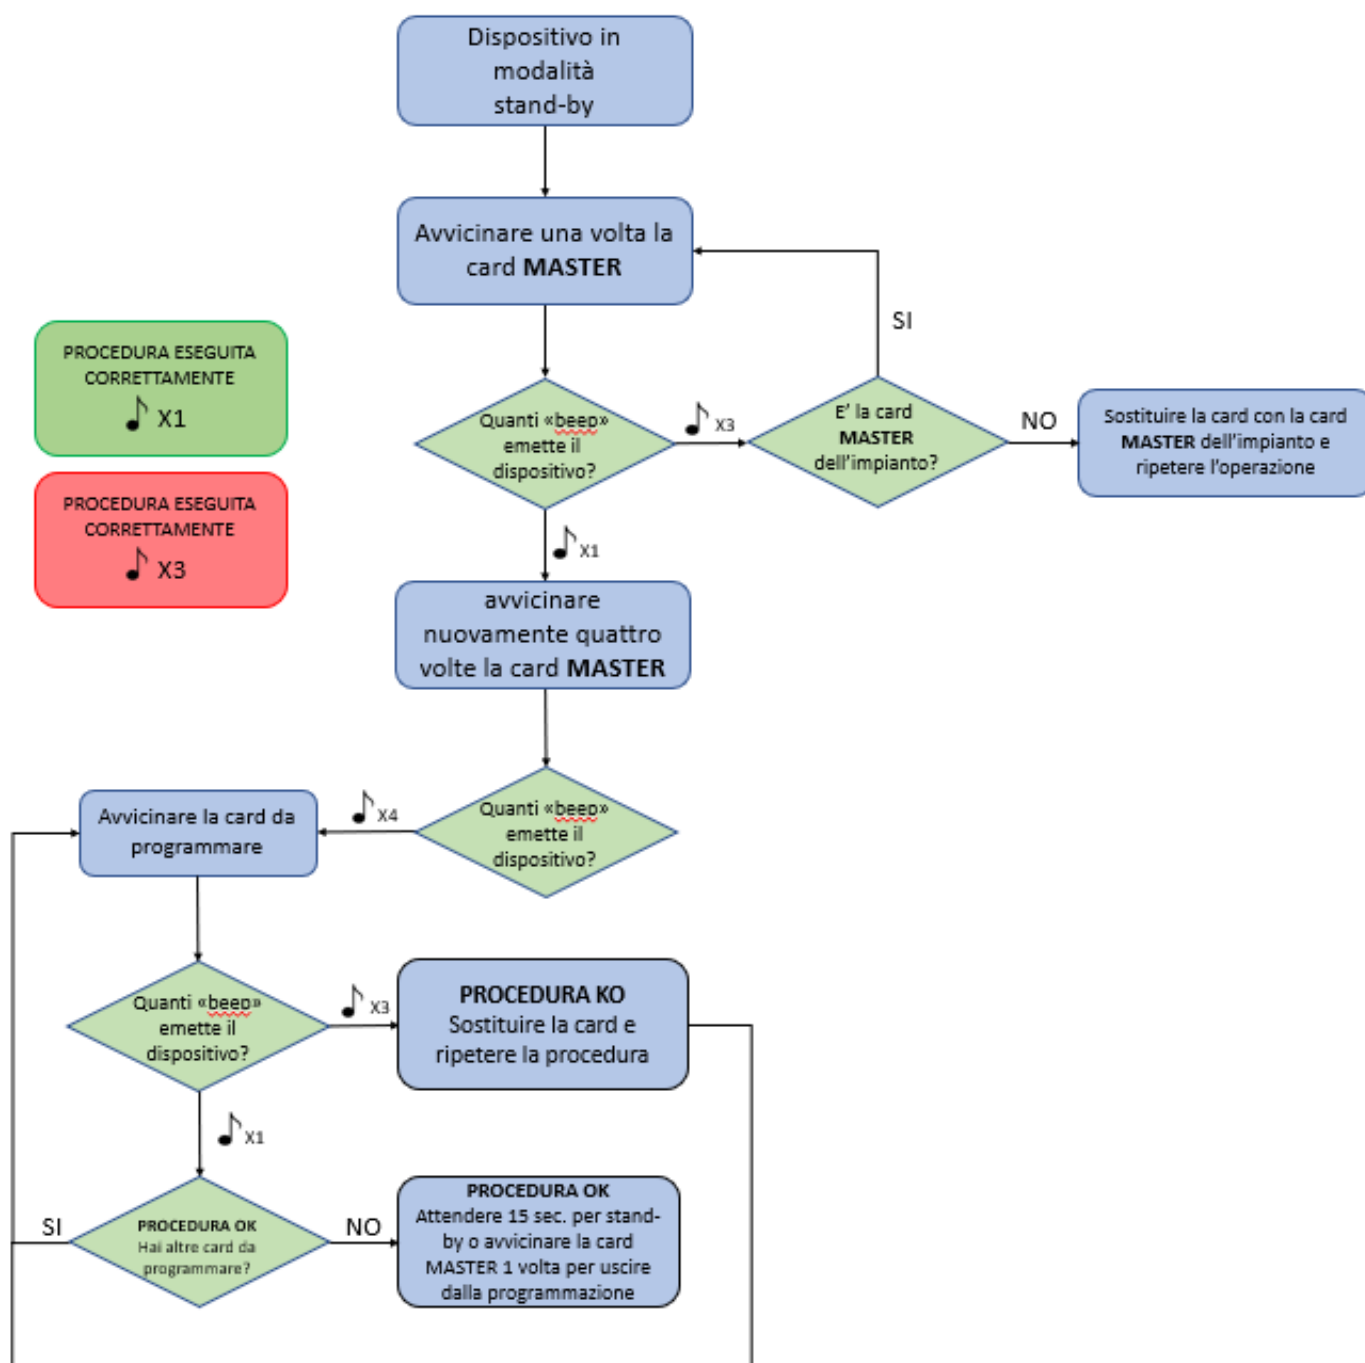 Dispositivo in
modalità
stand-by
Avvicinare una volta la
card MASTER
SI
PROCEDURA ESEGUITA
CORRETTAMENTE
X1
Quanti «beep»
emette il
dispositivo?
X3
E' la card
MASTER
dell'impianto?
NO
Sostituire la card con la card
MASTER dell'impianto e
ripetere l'operazione
PROCEDURA ESEGUITA
CORRETTAMENTE
X3
X1
avvicinare
nuovamente quattro
volte la card MASTER
Avvicinare la card da
programmare
X4
Quanti «beep»
emette il
dispositivo?
Quanti «beep»
emette il
dispositivo?
X3
PROCEDURA KO
Sostituire la card e
ripetere la procedura
X1
SI
PROCEDURA OK
Hai altre card da
programmare?
NO
PROCEDURA OK
Attendere 15 sec. per stand-
by o avvicinare la card
MASTER 1 volta per uscire
dalla programmazione